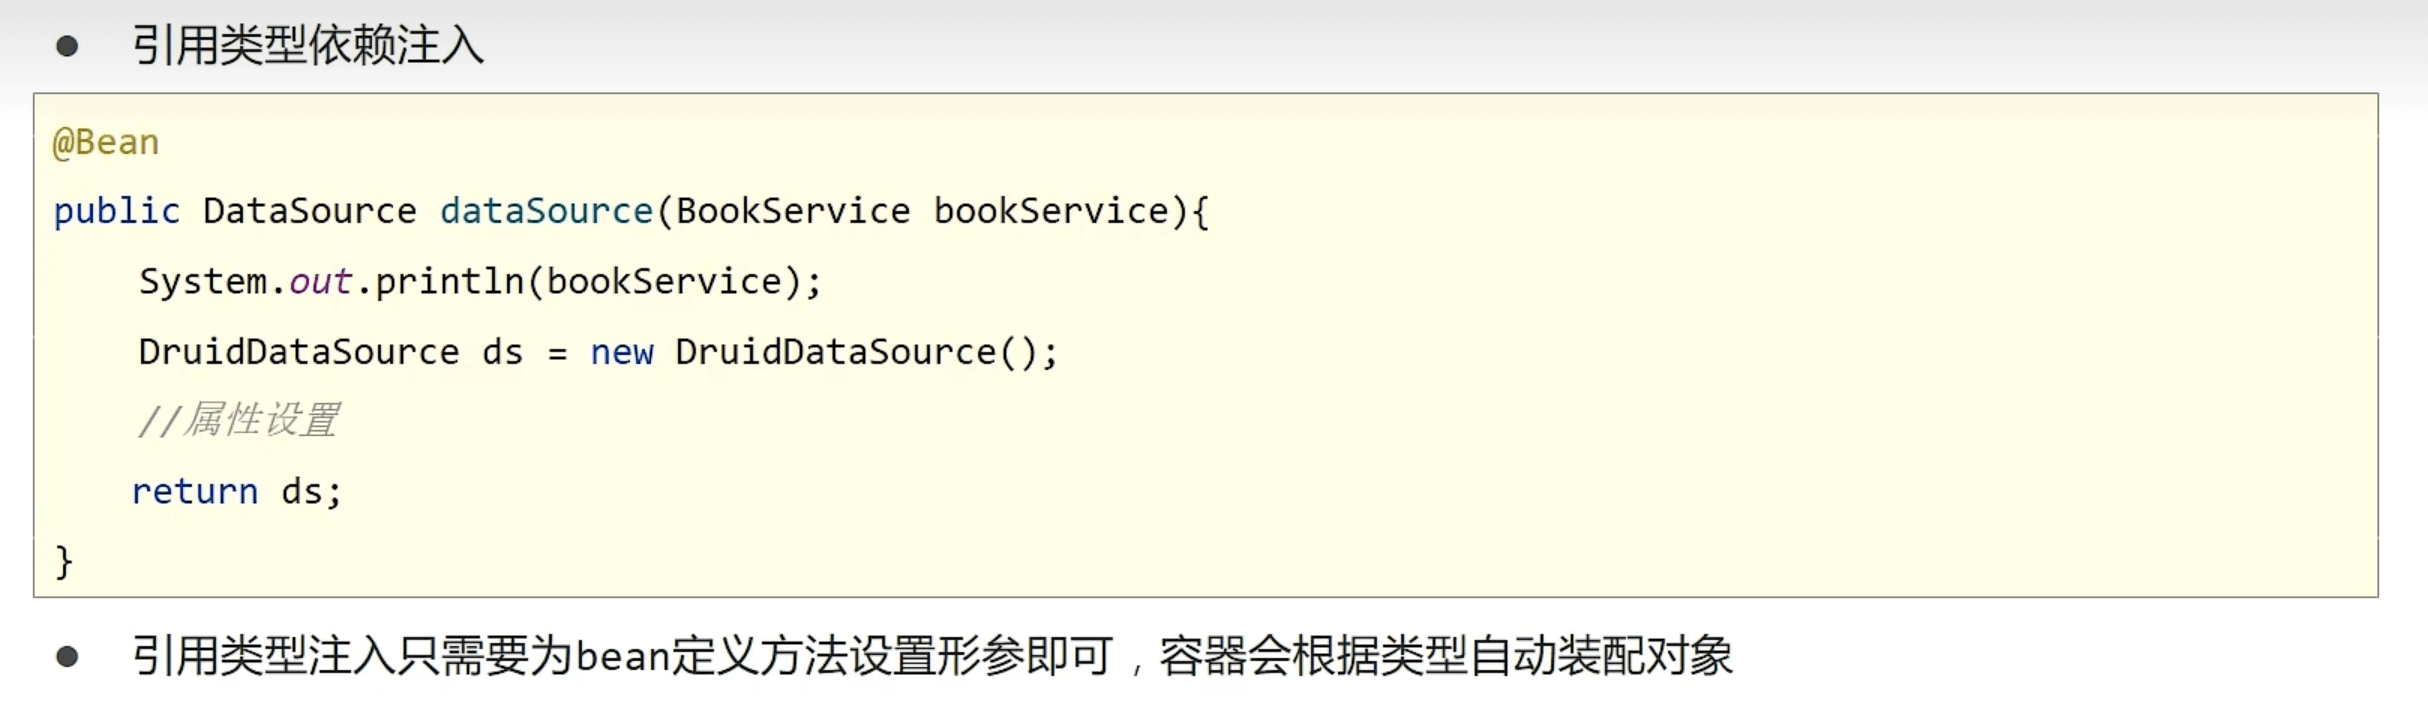 ● 引用类型依赖注入
@Bean
public DataSource dataSource(BookService bookService){
System.out.println(bookService);
DruidDataSource ds = new DruidDataSource();
//属性设置
return ds;
}
● 引用类型注入只需要为bean定义方法设置形参即可，容器会根据类型自动装配对象